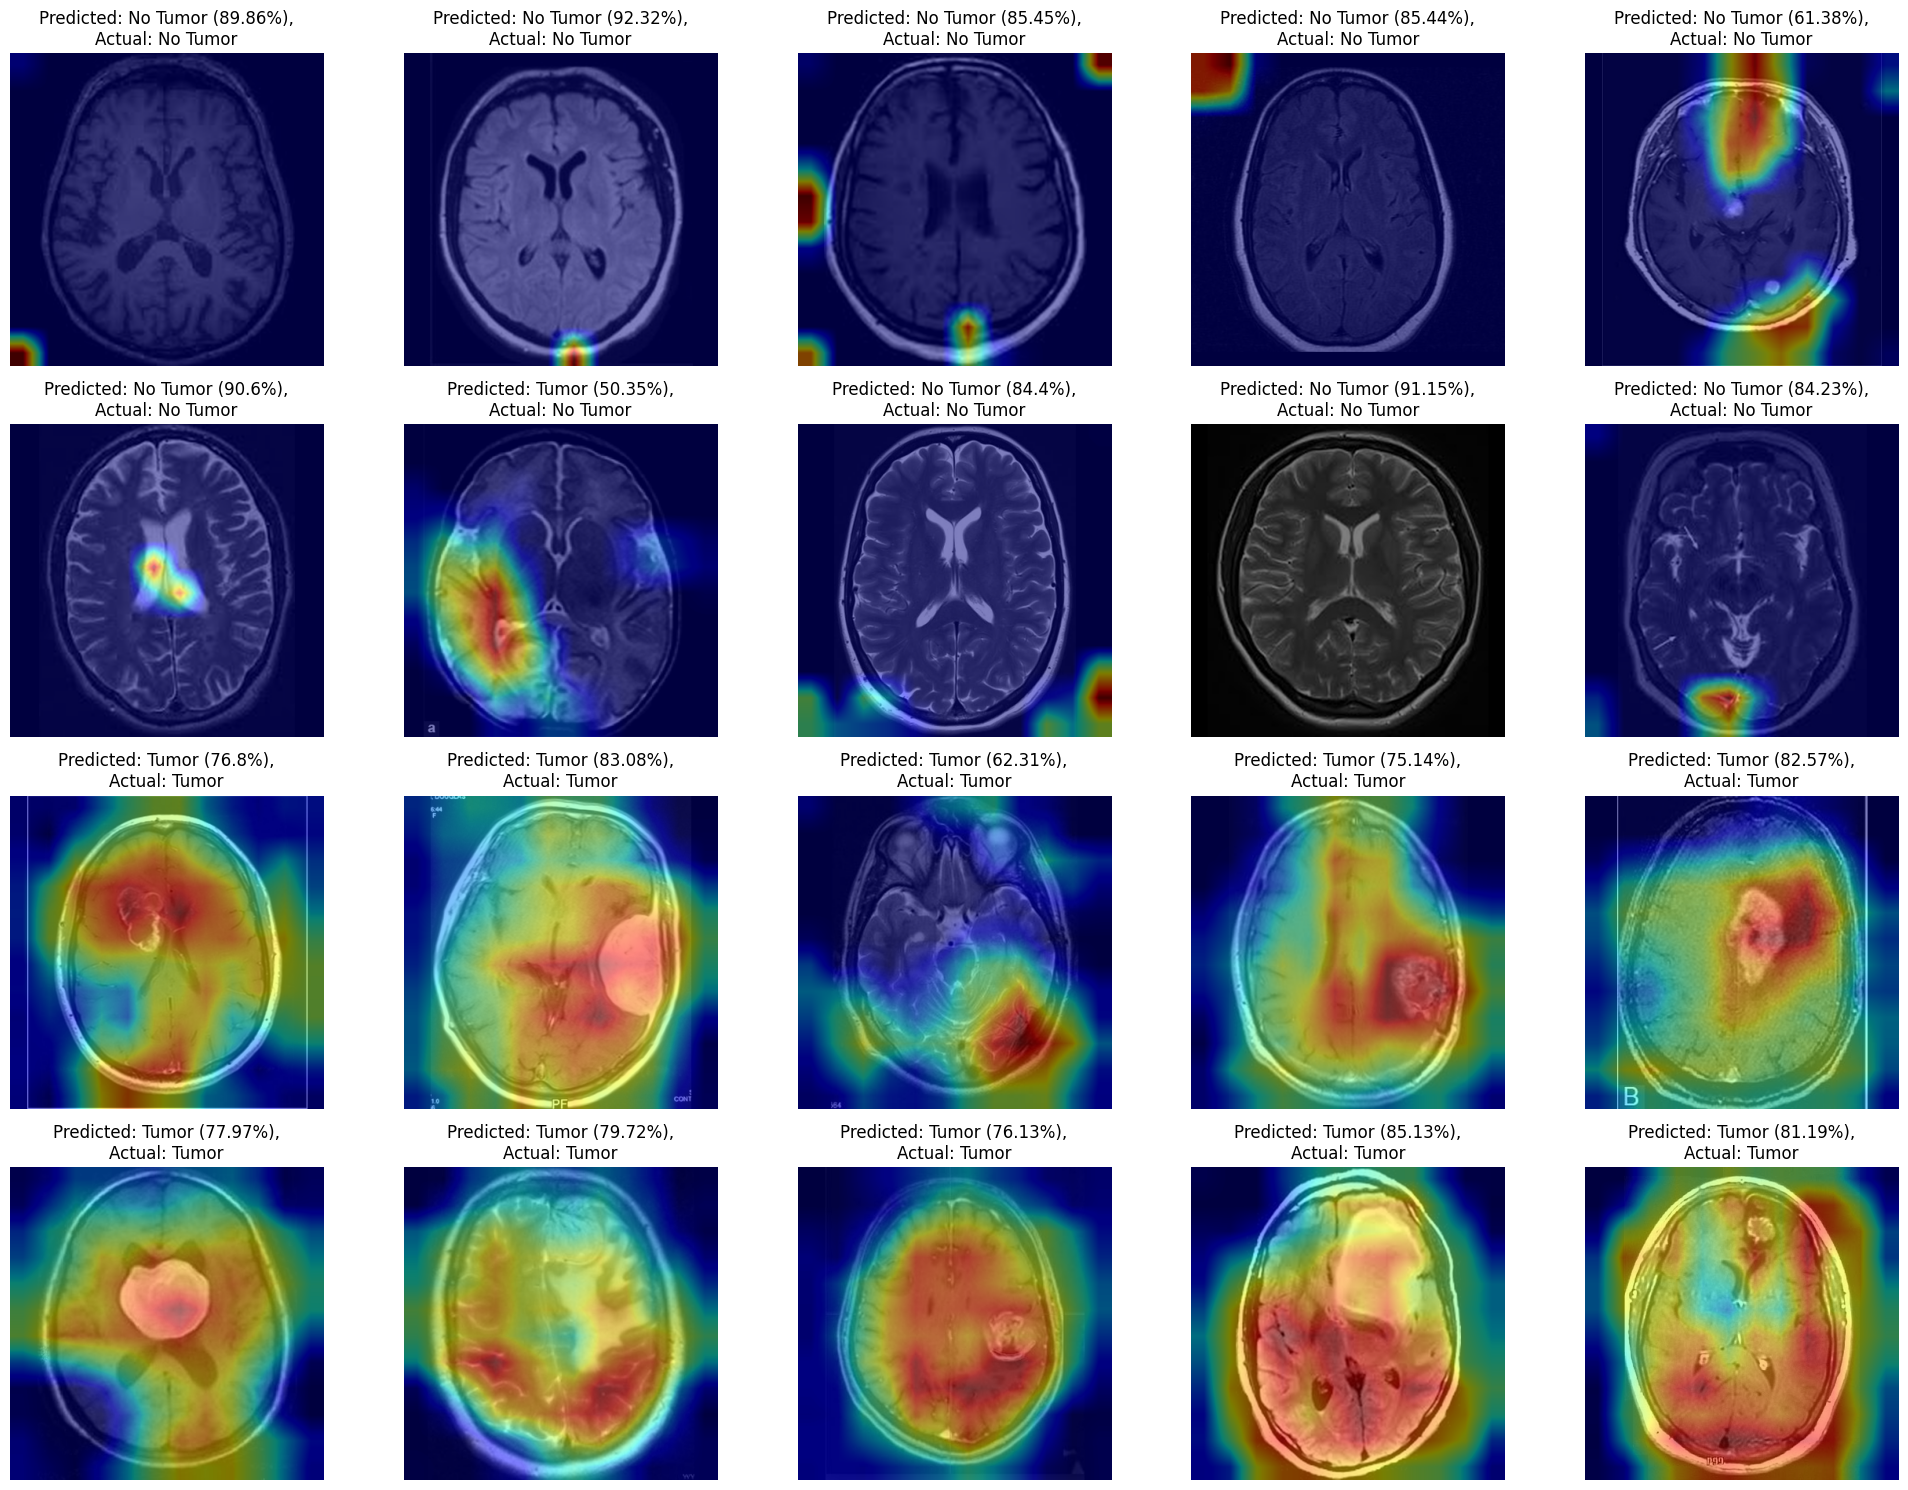 Predicted: No Tumor (89.86%),
Actual: No Tumor
Predicted: No Tumor (92.32%),
Actual: No Tumor
Predicted: No Tumor (85.45%),
Actual: No Tumor
Predicted: No Tumor (85.44%),
Actual: No Tumor
Predicted: No Tumor (61.38%),
Actual: No Tumor
Predicted: No Tumor (90.6%),
Actual: No Tumor
Predicted: Tumor (50.35%),
Actual: No Tumor
a
Predicted: No Tumor (84.4%),
Actual: No Tumor
Predicted: No Tumor (91.15%),
Actual: No Tumor
Predicted: No Tumor (84.23%),
Actual: No Tumor
Predicted: Tumor (76.8%),
Actual: Tumor
Predicted: Tumor (83.08%),
Actual: Tumor
P
PF
CONT
Predicted: Tumor (62.31%),
Actual: Tumor
Predicted: Tumor (75.14%),
Actual: Tumor
Predicted: Tumor (82.57%),
Actual: Tumor
B
Predicted: Tumor (77.97%),
Actual: Tumor
Predicted: Tumor (79.72%),
Actual: Tumor
Predicted: Tumor (76.13%),
Actual: Tumor
Predicted: Tumor (85.13%),
Actual: Tumor
Predicted: Tumor (81.19%),
Actual: Tumor